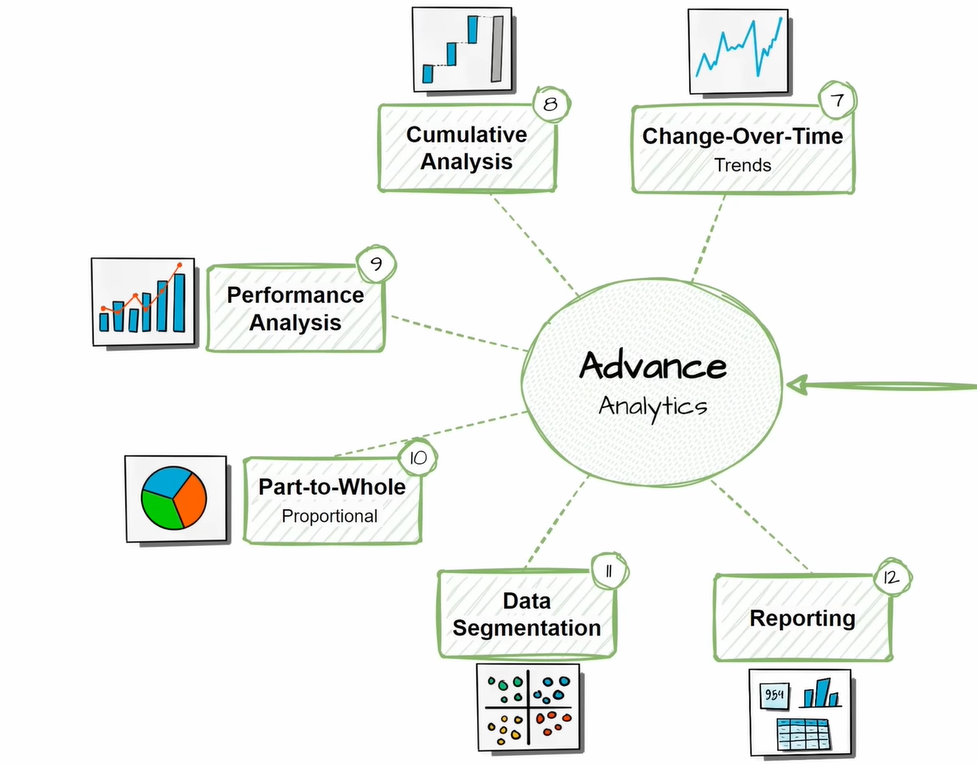 8
Cumulative
Analysis
7
Change-Over-Time
Trends
9
Performance
Analysis
Advance
Analytics
10
Part-to-Whole
Proportional
11
Data
Segmentation
12
Reporting
954